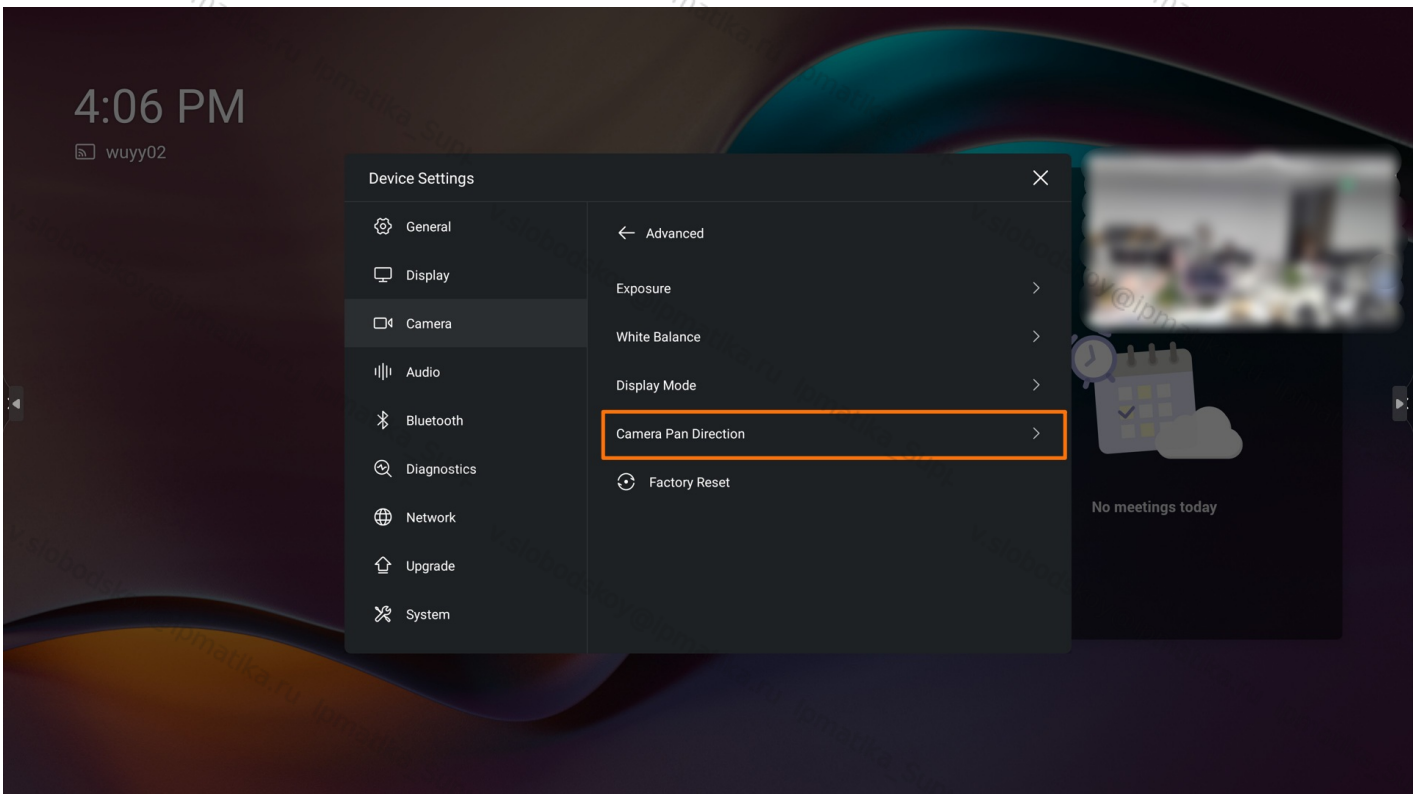 4:06 PM
wuyy02
Device Settings
General
Display
Camera
Audio
Bluetooth
Diagnostics
Network
Upgrade
System
Advanced
Exposure
White Balance
Display Mode
Camera Pan Direction
Factory Reset
No meetings today